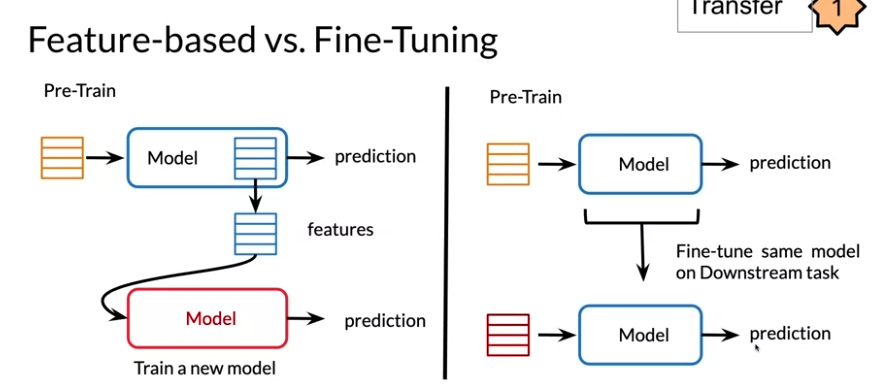 Transfer 1
Feature-based vs. Fine-Tuning
Pre-Train
Model
prediction
features
Model
prediction
Train a new model
Pre-Train
Model
prediction
Fine-tune same model
on Downstream task
Model
prediction